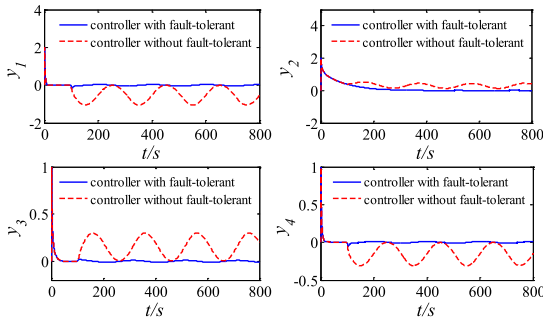 4
controller with fault-tolerant
controller without fault-tolerant
2
0
-2
0 200 400 600 800
y1
t/s
4
controller with fault-tolerant
controller without fault-tolerant
2
0
-2
0 200 400 600 800
y2
t/s
1
controller with fault-tolerant
controller without fault-tolerant
0.5
0
0 200 400 600 800
y3
t/s
1
controller with fault-tolerant
controller without fault-tolerant
0.5
0
-0.5
0 200 400 600 800
y4
t/s